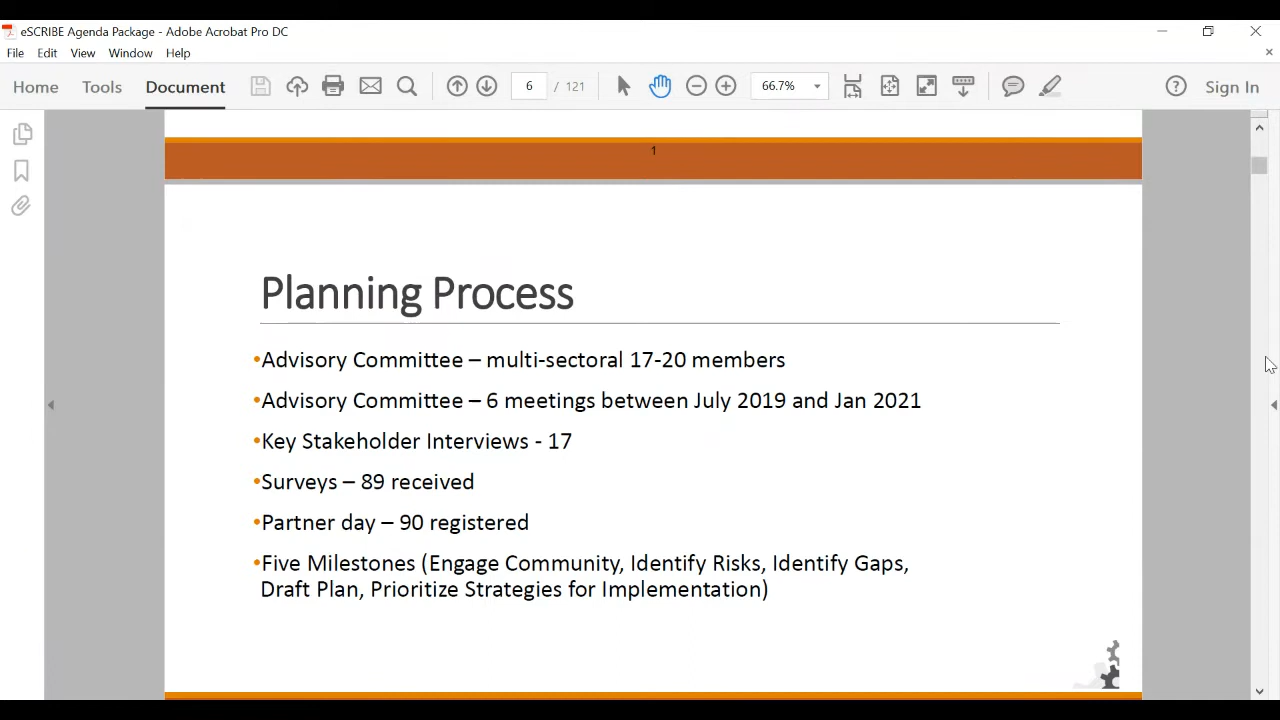 eSCRIBE Agenda Package - Adobe Acrobat Pro DC
File Edit View Window Help
Home Tools Document 6 / 121 66.7% Sign In
1
Planning Process
•Advisory Committee – multi-sectoral 17-20 members
•Advisory Committee – 6 meetings between July 2019 and Jan 2021
•Key Stakeholder Interviews - 17
•Surveys – 89 received
•Partner day – 90 registered
•Five Milestones (Engage Community, Identify Risks, Identify Gaps,
Draft Plan, Prioritize Strategies for Implementation)